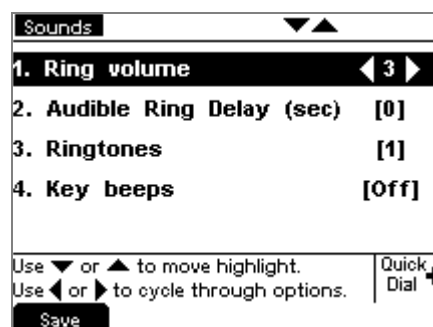 Sounds ▼▲
1. Ring volume ◀ 3 ▶
2. Audible Ring Delay (sec) [0]
3. Ringtones [1]
4. Key beeps [Off]
Use ▼ or ▲ to move highlight.
Use ◀ or ▶ to cycle through options.
Quick
Dial
Save